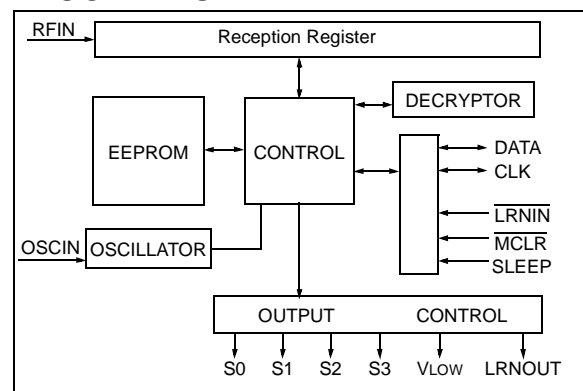 RFIN
Reception Register
DECRYPTOR
EEPROM
CONTROL
DATA
CLK
LRNIN
OSCIN
OSCILLATOR
MCLR
SLEEP
OUTPUT CONTROL
S0 S1 S2 S3 VLOW LRNOUT